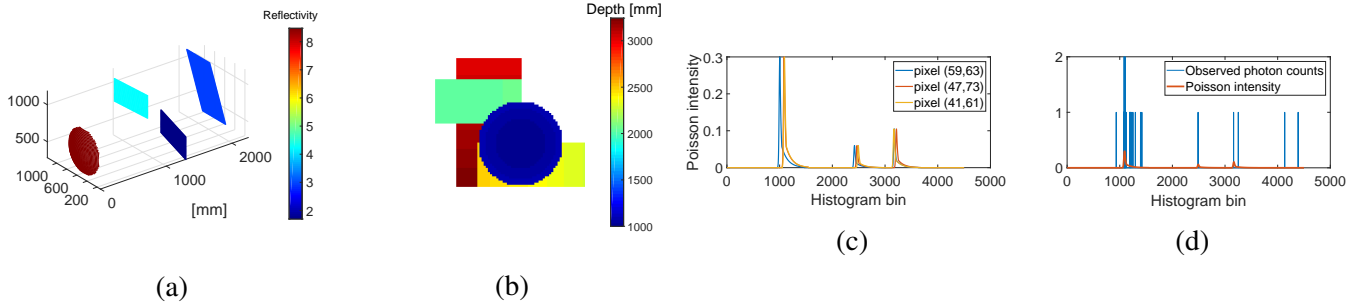 Reflectivity
8
7
6
5
4
3
2
1000
500
1000
600
200
0
1000
2000
[mm]
(a)
Depth [mm]
3000
2500
2000
1500
1000
(b)
Poisson intensity
0.3
0.2
0.1
0
0 1000 2000 3000 4000 5000
Histogram bin
pixel (59,63)
pixel (47,73)
pixel (41,61)
(c)
2
1
0
0 1000 2000 3000 4000 5000
Histogram bin
Observed photon counts
Poisson intensity
(d)